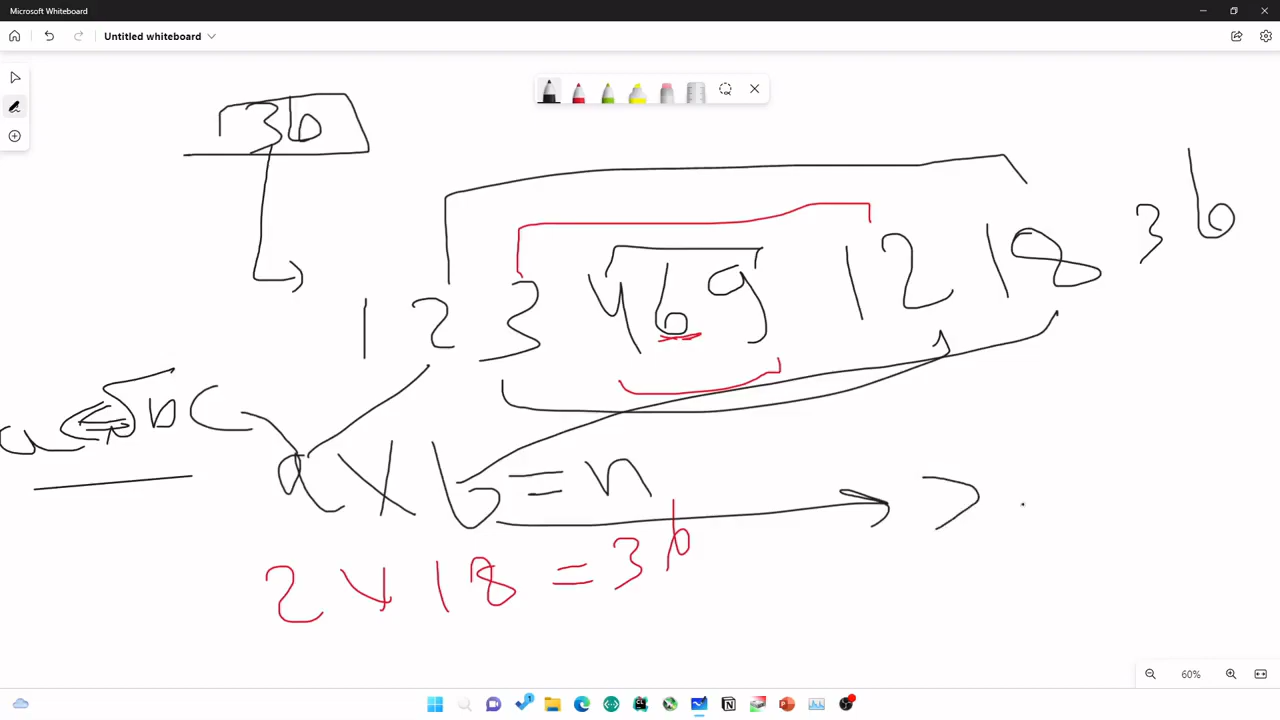 Microsoft Whiteboard
Untitled whiteboard
36
1 2 3 4 6 9 12 18 36
a <= √n
a × b = n
>
2 × 18 = 36
60%